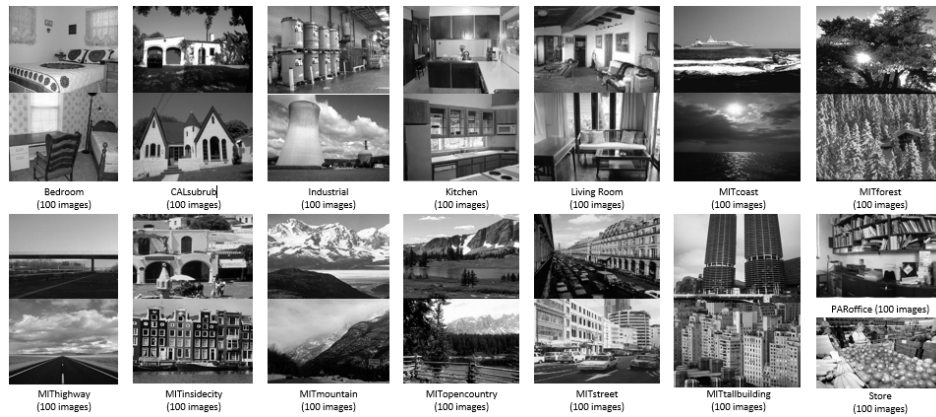 Bedroom
(100 images)
CALsubrub
(100 images)
Industrial
(100 images)
Kitchen
(100 images)
Living Room
(100 images)
MITcoast
(100 images)
MITforest
(100 images)
PARoffice (100 images)
MIThighway
(100 images)
MITinsidecity
(100 images)
MITmountain
(100 images)
MITopencountry
(100 images)
MITstreet
(100 images)
MITtallbuilding
(100 images)
Store
(100 images)